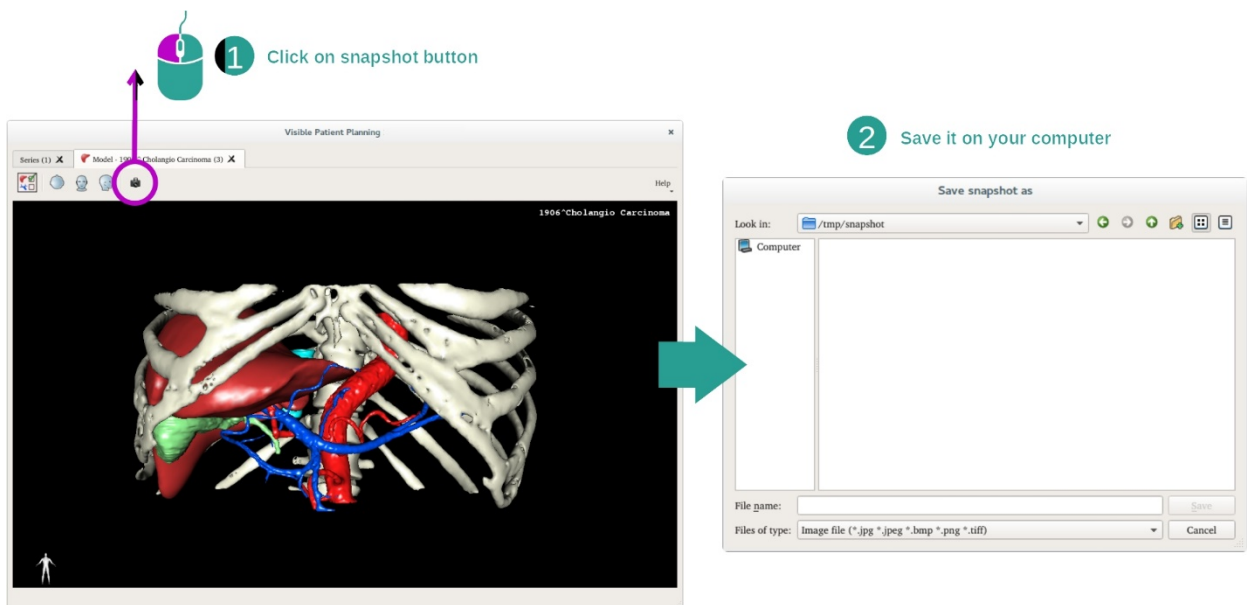 1 Click on snapshot button
Visible Patient Planning
Series (1)
Model - 1906^Cholangio Carcinoma (3)
Help
1906^Cholangio Carcinoma
2 Save it on your computer
Save snapshot as
Look in: /tmp/snapshot
Computer
File name: Save
Files of type: Image file (*.jpg *.jpeg *.bmp *.png *.tiff) Cancel